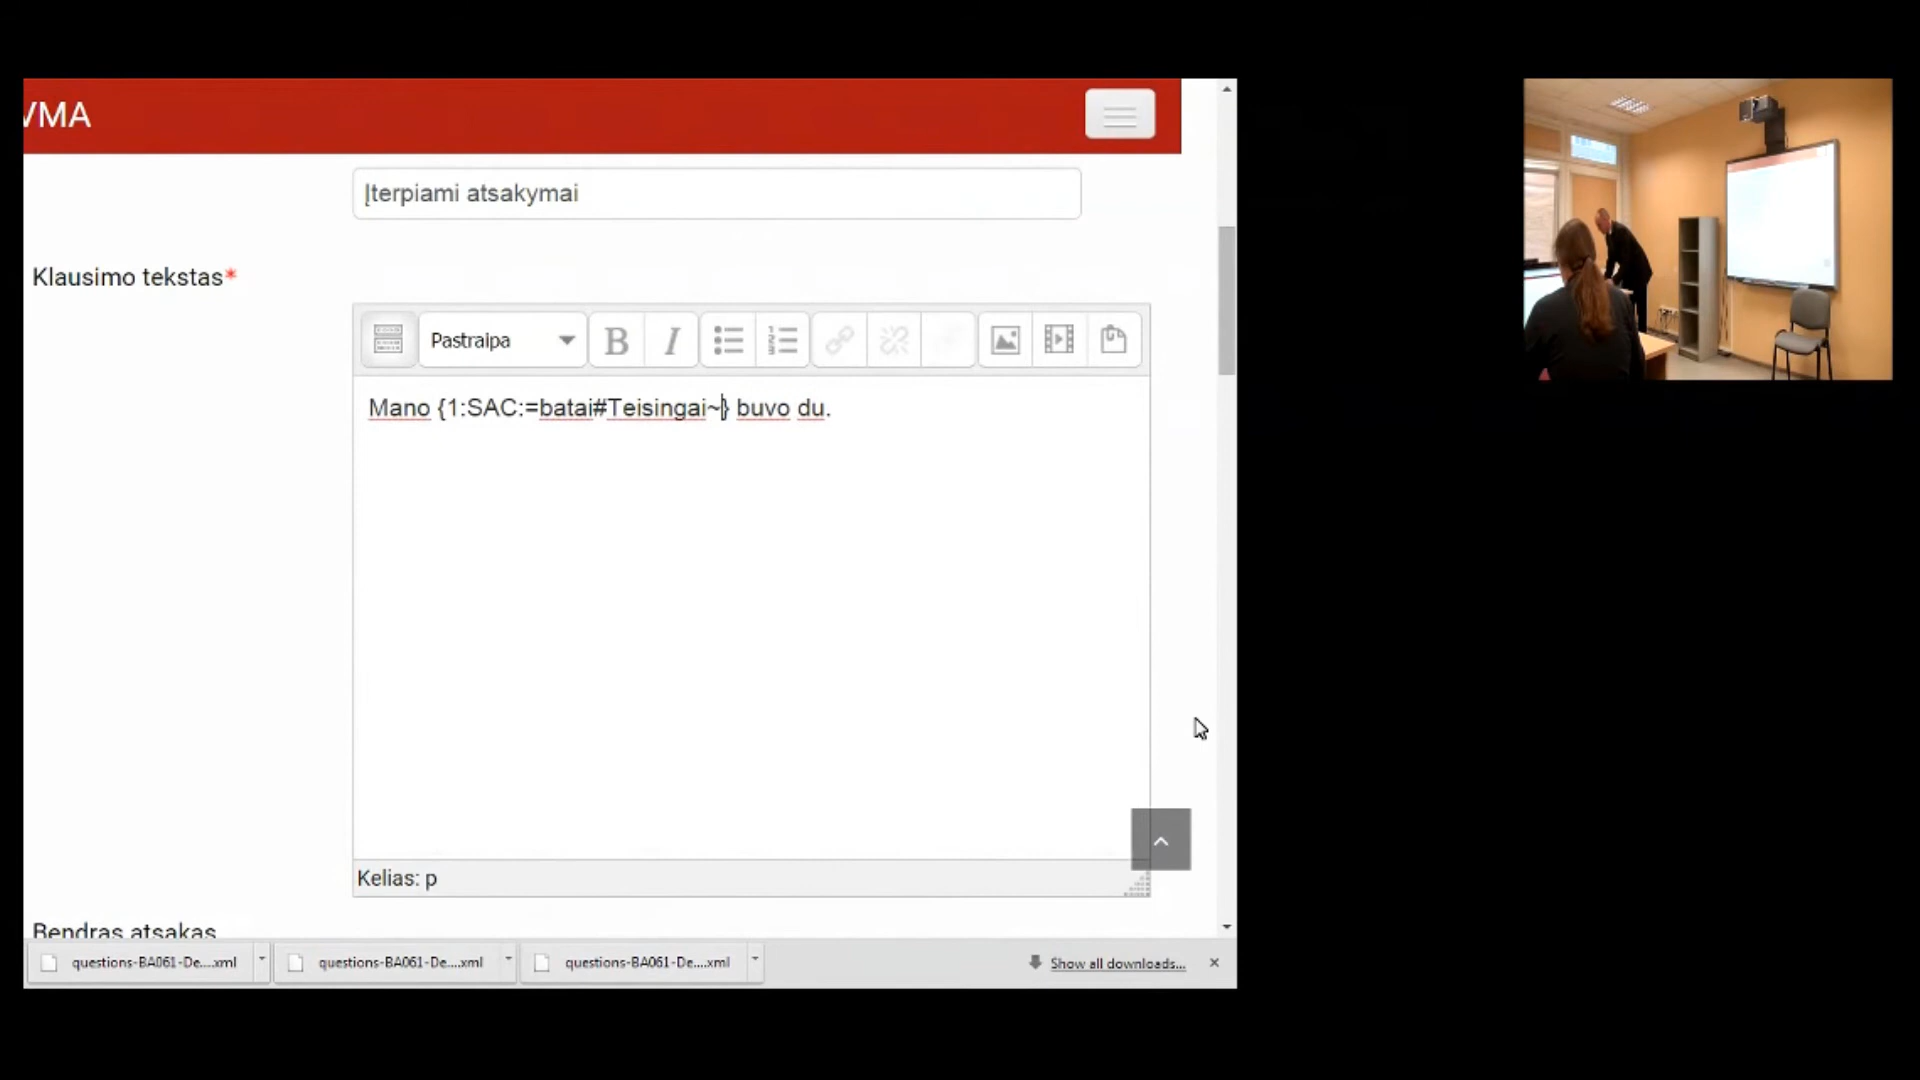 VMA
Įterpiami atsakymai
Klausimo tekstas*
Pastraipa
B I
Mano {1:SAC:=batai#Teisingai~} buvo du.
Kelias: p
Bendras atsakas
questions-BA061-De....xml questions-BA061-De....xml questions-BA061-De....xml Show all downloads...